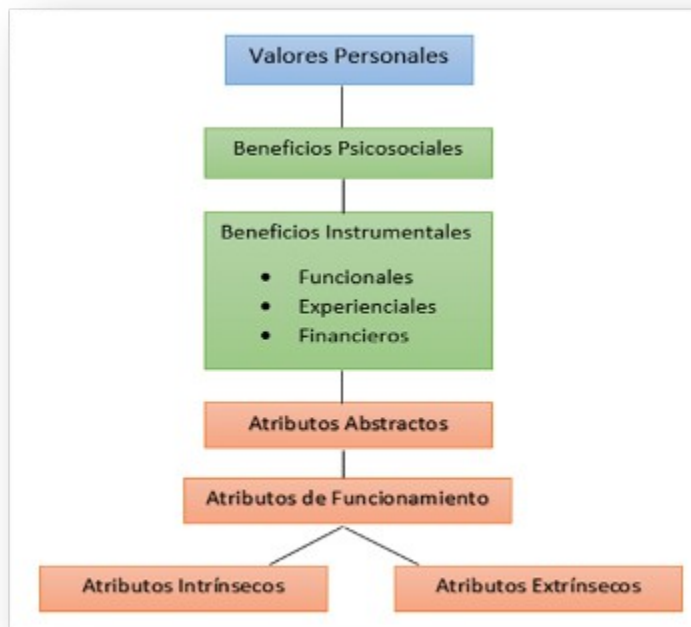 Valores Personales
Beneficios Psicosociales
Beneficios Instrumentales
• Funcionales
• Experienciales
• Financieros
Atributos Abstractos
Atributos de Funcionamiento
Atributos Intrínsecos
Atributos Extrínsecos